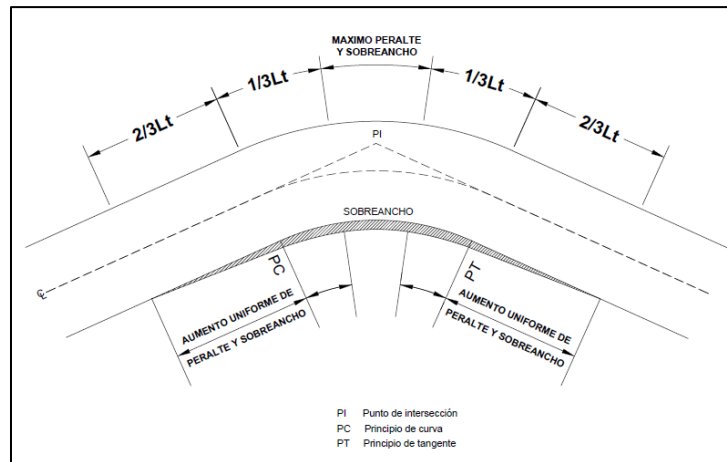 MAXIMO PERALTE
Y SOBREANCHO
1/3Lt
1/3Lt
2/3Lt
2/3Lt
PI
SOBREANCHO
PC
PT
℄
AUMENTO UNIFORME DE
PERALTE Y SOBREANCHO
AUMENTO UNIFORME DE
PERALTE Y SOBREANCHO
PI Punto de intersección
PC Principio de curva
PT Principio de tangente